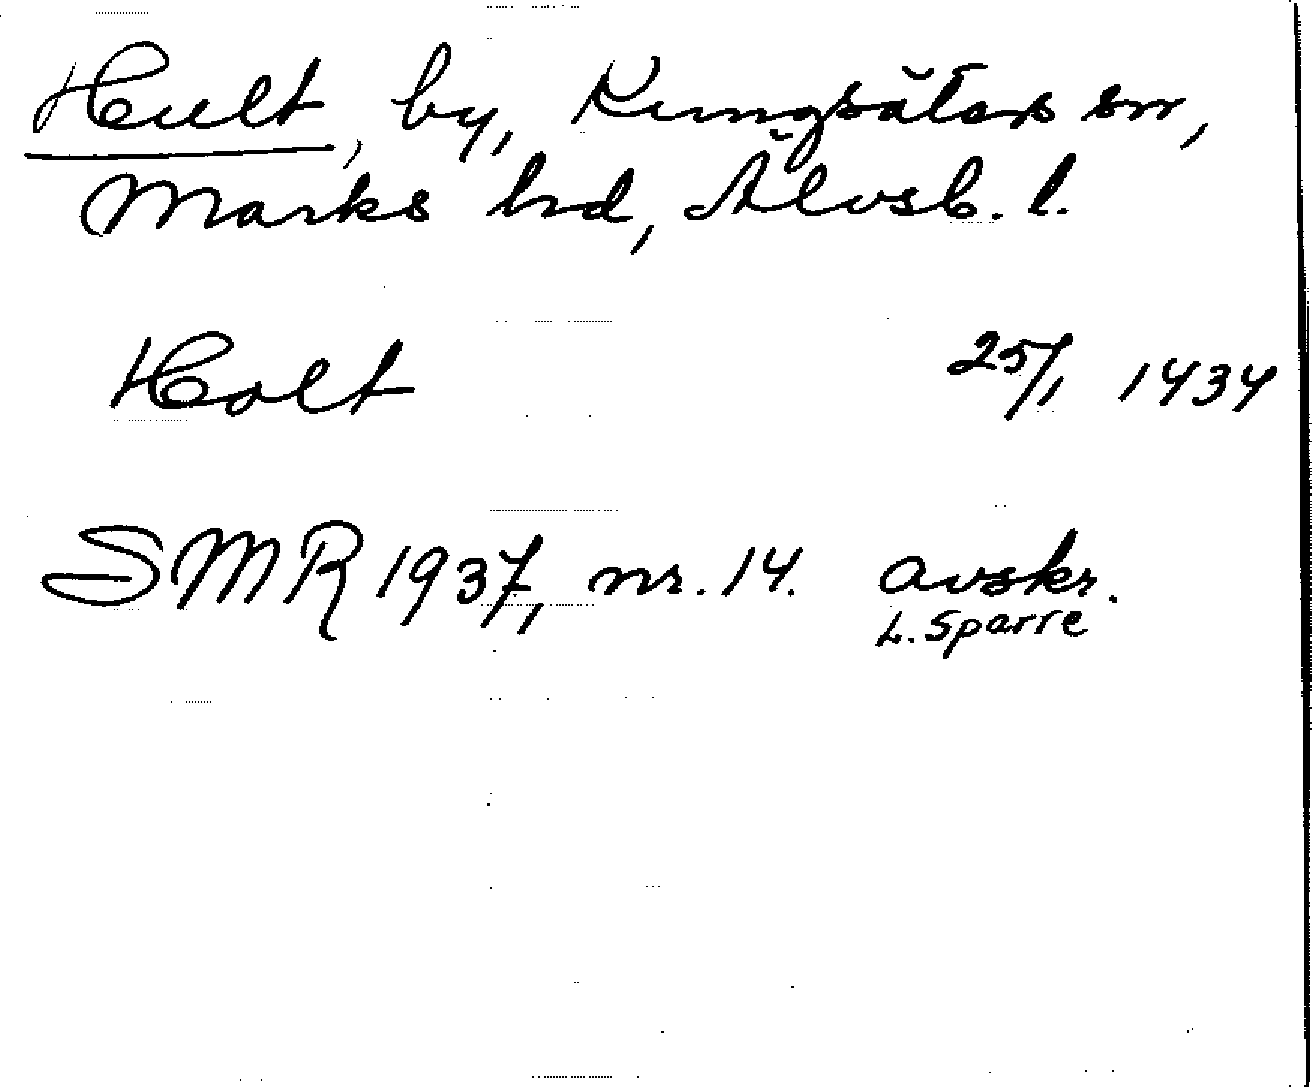 Hult, by, Kungsäters sn,
Marks hd, Älvsb. l.
Holt 25/1 1434
SMR 1937, nr. 14. avskr.
L. Sparre